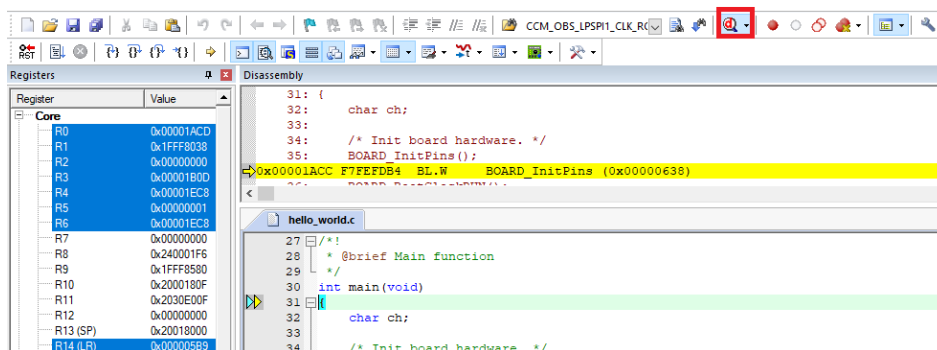 CCM_OBS_LPSPI1_CLK_RO
RST
Registers
Disassembly
Register Value
Core
R0 0x00001ACD
R1 0x1FFF8038
R2 0x00000000
R3 0x00001B0D
R4 0x00001EC8
R5 0x00000001
R6 0x00001EC8
R7 0x00000000
R8 0x240001F6
R9 0x1FFF8580
R10 0x2000180F
R11 0x2030E00F
R12 0x00000000
R13 (SP) 0x20018000
R14 (LR) 0x000005B9
31: {
32: char ch;
33:
34: /* Init board hardware. */
35: BOARD_InitPins();
0x00001ACC F7FEFDB4 BL.W BOARD_InitPins (0x00000638)
hello_world.c
27 /*!
28 * @brief Main function
29 */
30 int main(void)
31 {
32 char ch;
33
34 /* Init board hardware. */